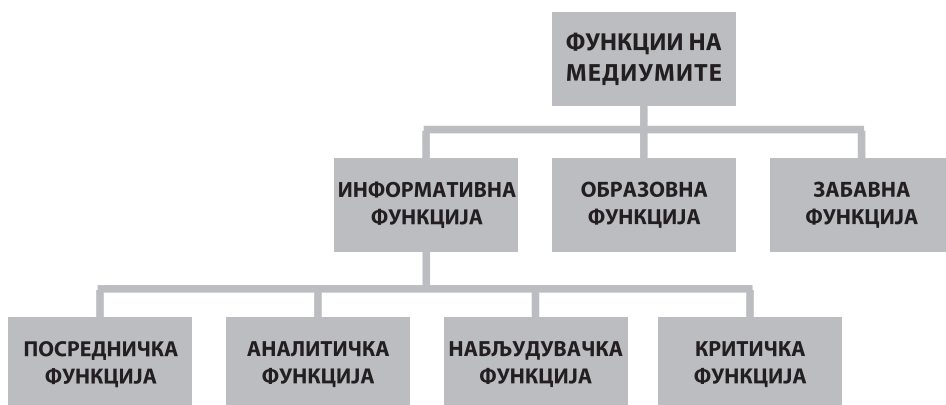 ФУНКЦИИ НА
МЕДИУМИТЕ
ИНФОРМАТИВНА
ФУНКЦИЈА
ОБРАЗОВНА
ФУНКЦИЈА
ЗАБАВНА
ФУНКЦИЈА
ПОСРЕДНИЧКА
ФУНКЦИЈА
АНАЛИТИЧКА
ФУНКЦИЈА
НАБЉУДУВАЧКА
ФУНКЦИЈА
КРИТИЧКА
ФУНКЦИЈА